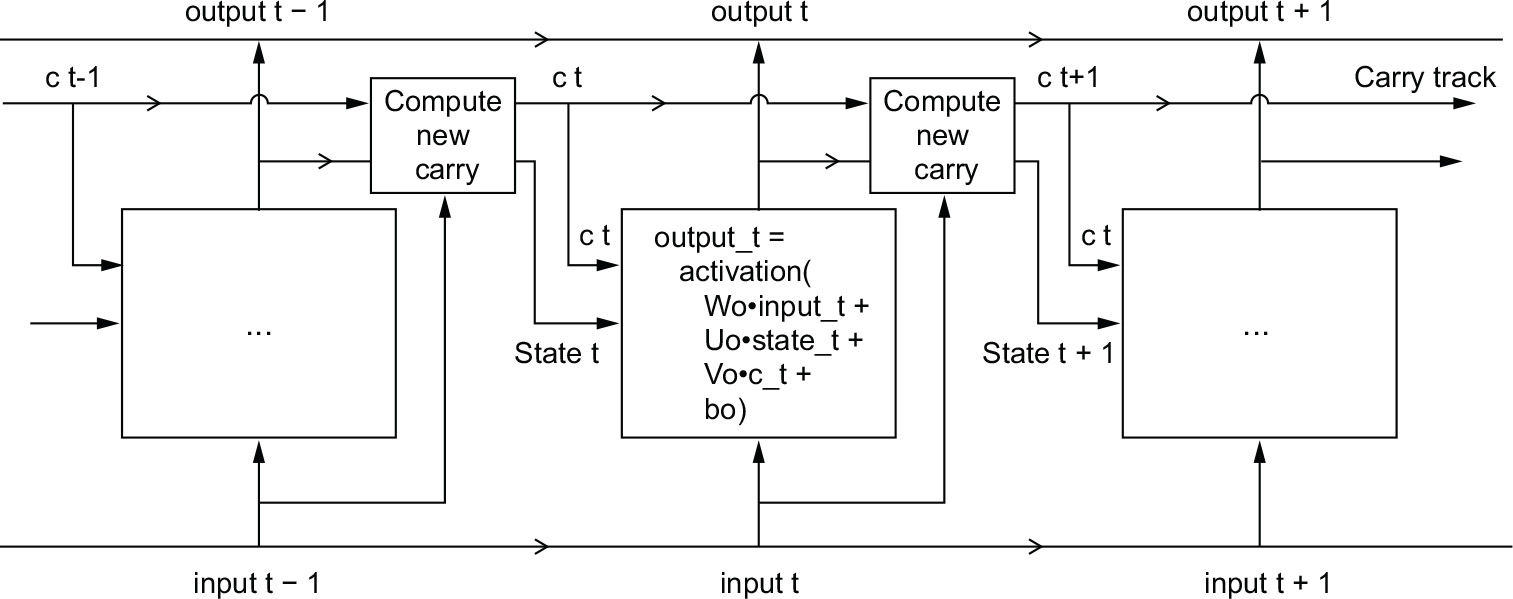 output t − 1
output t
output t + 1
c t-1
c t
c t+1
Carry track
Compute
new
carry
Compute
new
carry
c t
c t
output_t =
activation(
Wo•input_t +
Uo•state_t +
Vo•c_t +
bo)
...
...
State t
State t + 1
input t − 1
input t
input t + 1